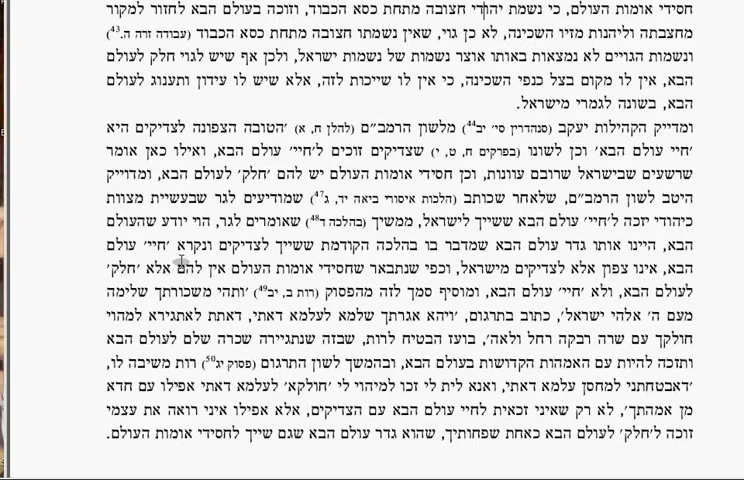 חסידי אומות העולם, כי נשמת יהודי חצובה מתחת כסא הכבוד, וזוכה בעולם הבא לחזור למקור
מחצבתה וליהנות מזיו השכינה, לא כן גוי, שאין נשמתו חצובה מתחת כסא הכבוד (עבודה זרה ה.43)
ונשמות הגויים לא נמצאות באותו אוצר נשמות של נשמות ישראל, ולכן אף שיש לגוי חלק לעולם
הבא, אין לו מקום בצל כנפי השכינה, כי אין לו שייכות לזה, אלא שיש לו עידון ותענוג לעולם
הבא, בשונה לגמרי מישראל.
ומדייק הקהילות יעקב (סנהדרין סי׳ יב44) מלשון הרמב״ם (להלן ח, א) ׳הטובה הצפונה לצדיקים היא
׳חיי עולם הבא׳ וכן לשונו (בפרקים ח, ט, י) שצדיקים זוכים ל׳חיי׳ עולם הבא, ואילו כאן אומר
שרשעים שבישראל שרובם עוונות, וכן חסידי אומות העולם יש להם ׳חלק׳ לעולם הבא, ומדוייק
היטב לשון הרמב״ם, שלאחר שכותב (הלכות איסורי ביאה יד, ג47) שמודיעים לגר שבעשיית מצוות
כיהודי יזכה ל׳חיי׳ עולם הבא ששייך לישראל, ממשיך (בהלכה ד48) שאומרים לגר, הוי יודע שהעולם
הבא, היינו אותו גדר עולם הבא שמדבר בו בהלכה הקודמת ששייך לצדיקים ונקרא ׳חיי׳ עולם
הבא, אינו צפון אלא לצדיקים מישראל, וכפי שנתבאר שחסידי אומות העולם אין להם אלא ׳חלק׳
לעולם הבא, ולא ׳חיי׳ עולם הבא, ומוסיף סמך לזה מהפסוק (רות ב, יב49) ׳ותהי משכורתך שלימה
מעם ה׳ אלהי ישראל׳, כתוב בתרגום, ׳ויהא אגרתך שלמא לעלמא דאתי, דאתת לאתגירא למהוי
חולקך עם שרה רבקה רחל ולאה׳, בועז הבטיח לרות, שבזה שנתגיירה שכרה שלם לעולם הבא
ותזכה להיות עם האמהות הקדושות בעולם הבא, ובהמשך לשון התרגום (פסוק יג50) רות משיבה לו,
׳דאבטחתני למחסן עלמא דאתי, ואנא לית לי זכו למיהוי לי ׳חולקא׳ לעלמא דאתי אפילו עם חדא
מן אמהתך׳, לא רק שאיני זכאית לחיי עולם הבא עם הצדיקים, אלא אפילו איני רואה את עצמי
זוכה ל׳חלק׳ לעולם הבא כאחת שפחותיך, שהוא גדר עולם הבא שגם שייך לחסידי אומות העולם.